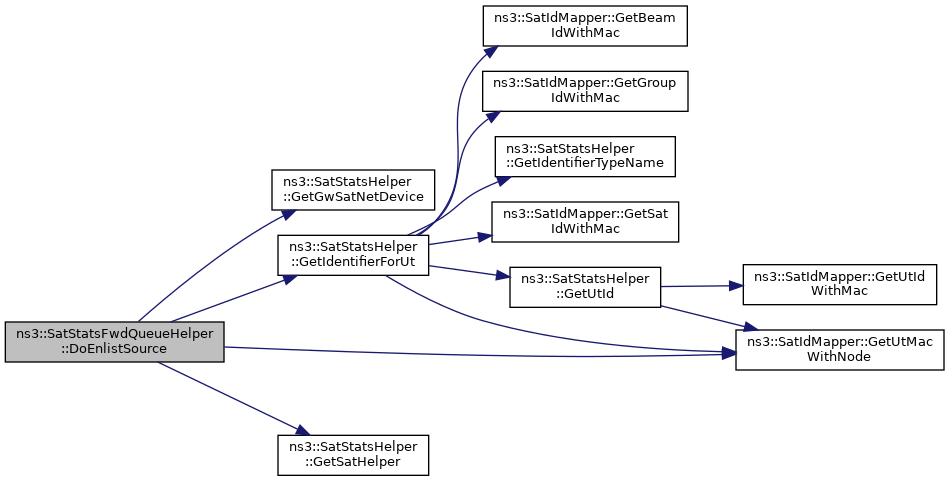 ns3::SatIdMapper::GetBeam
IdWithMac
ns3::SatIdMapper::GetGroup
IdWithMac
ns3::SatStatsHelper
::GetIdentifierTypeName
ns3::SatStatsHelper
::GetGwSatNetDevice
ns3::SatIdMapper::GetSat
IdWithMac
ns3::SatStatsHelper
::GetIdentifierForUt
ns3::SatStatsHelper
::GetUtId
ns3::SatIdMapper::GetUtId
WithMac
ns3::SatStatsFwdQueueHelper
::DoEnlistSource
ns3::SatIdMapper::GetUtMac
WithNode
ns3::SatStatsHelper
::GetSatHelper